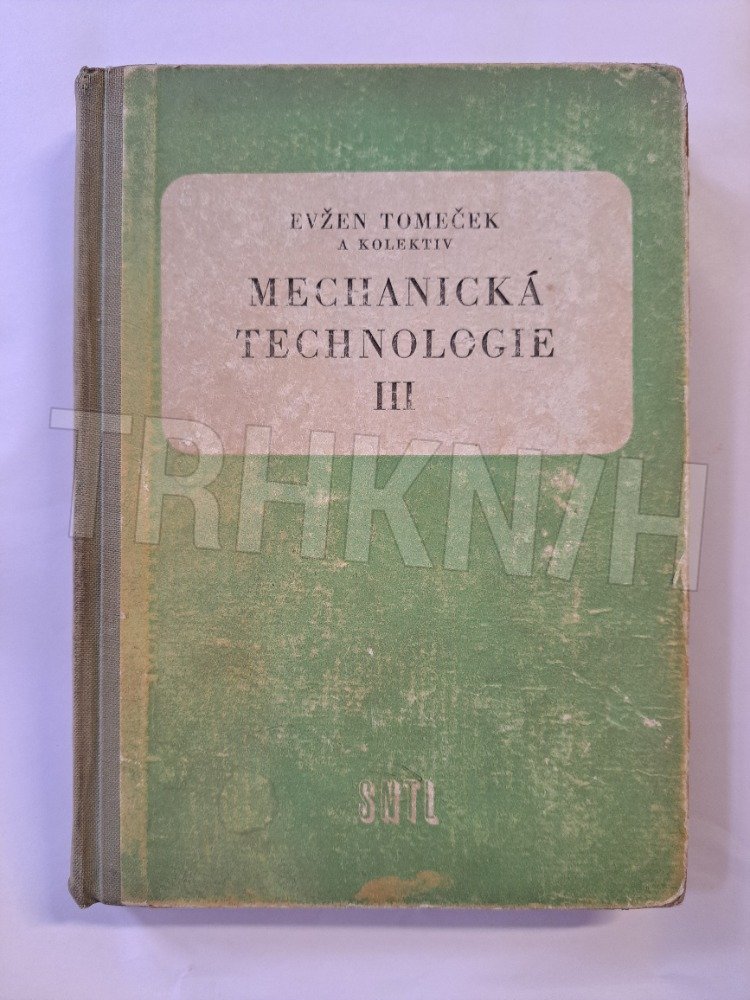 EVŽEN TOMEČEK
A KOLEKTIV
MECHANICKÁ
TECHNOLOGIE
III
TRHKNIH
SNTL